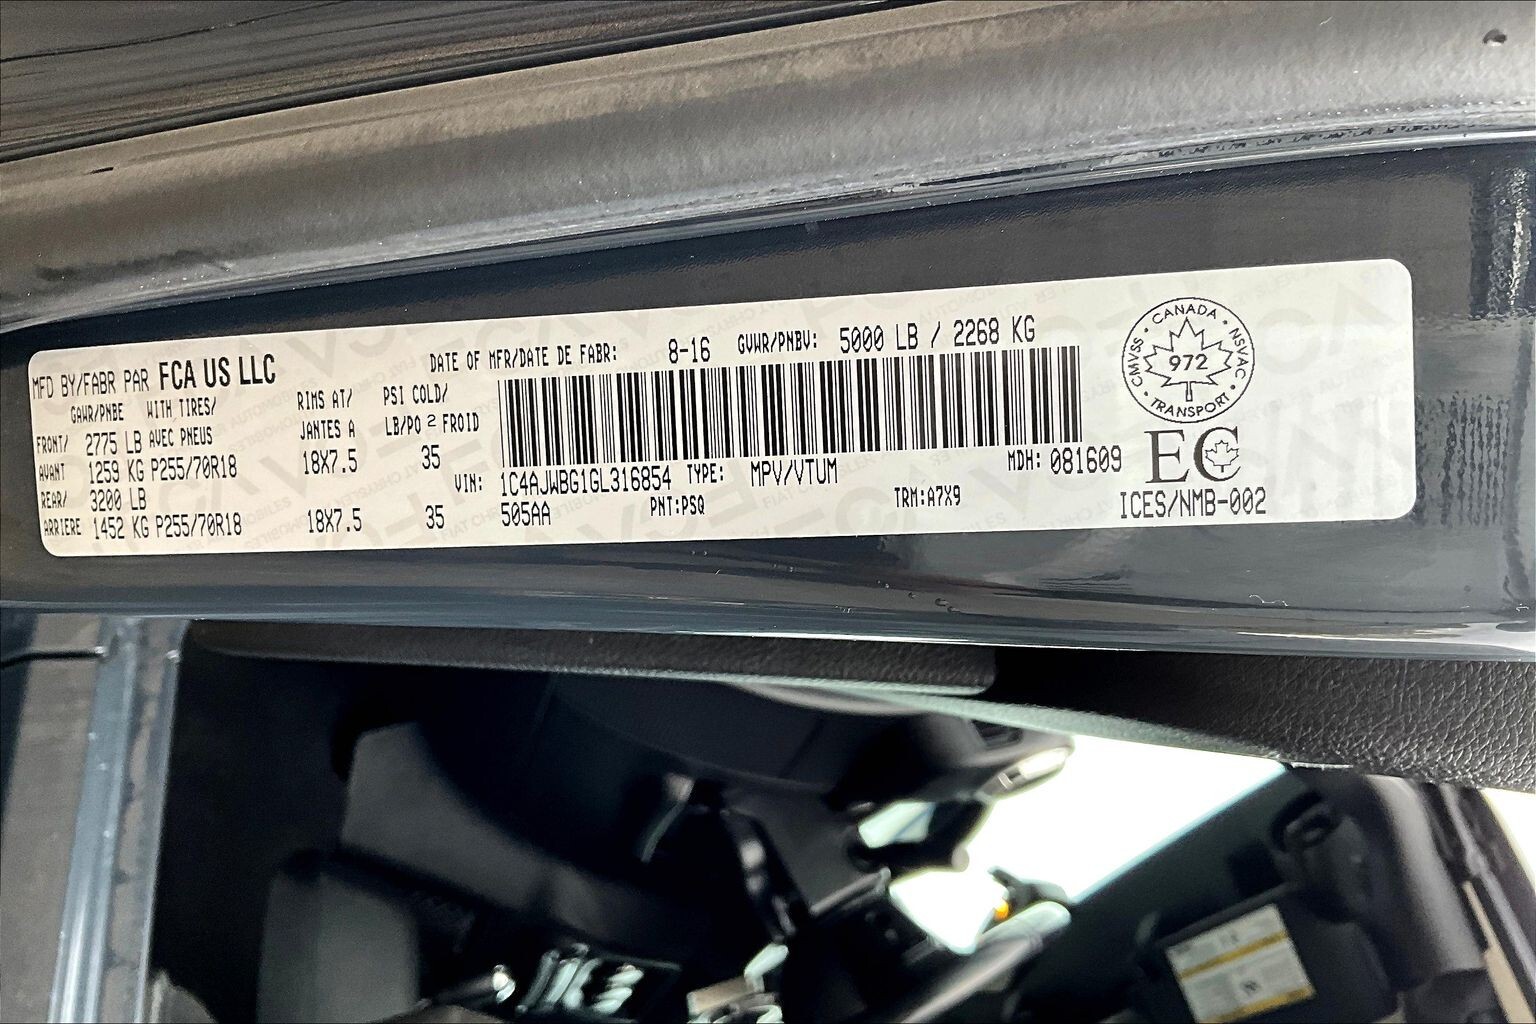 MFD BY/FABR PAR FCA US LLC
DATE OF MFR/DATE DE FABR: 8-16 GVWR/PNBV: 5000 LB / 2268 KG
GAWR/PNBE WITH TIRES/ RIMS AT/ PSI COLD/
AVEC PNEUS JANTES A LB/PO 2 FROID
FRONT/ 2775 LB
AVANT 1259 KG P255/70R18 18X7.5 35
REAR/ 3200 LB
ARRIERE 1452 KG P255/70R18 18X7.5 35
VIN: 1C4AJWBG1GL316854 TYPE: MPV/VTUM MDH: 081609
505AA PNT:PSQ TRM:A7X9
CANADA
CMVSS 972 NSVAC
TRANSPORT
EC
ICES/NMB-002